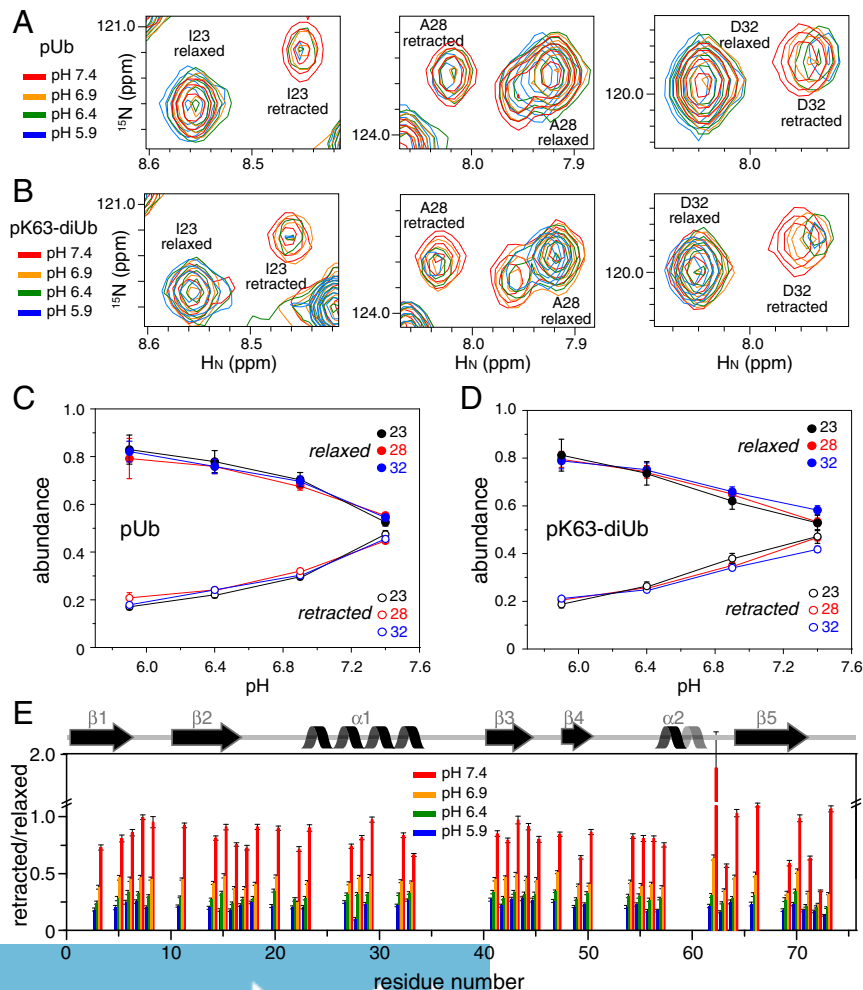 A
pUb
pH 7.4
pH 6.9
pH 6.4
pH 5.9
121.0
¹⁵N (ppm)
I23
relaxed
I23
retracted
8.6
8.5
A28
retracted
A28
relaxed
124.0
8.0
7.9
D32
relaxed
D32
retracted
120.0
8.0
B
pK63-diUb
pH 7.4
pH 6.9
pH 6.4
pH 5.9
121.0
¹⁵N (ppm)
I23
relaxed
I23
retracted
8.6
8.5
HN (ppm)
A28
retracted
A28
relaxed
124.0
8.0
7.9
HN (ppm)
D32
relaxed
D32
retracted
120.0
8.0
HN (ppm)
C
1.0
0.8
0.6
0.4
0.2
0
abundance
relaxed
23
28
32
pUb
retracted
23
28
32
6.0
6.4
6.8
7.2
7.6
pH
D
1.0
0.8
0.6
0.4
0.2
0
abundance
relaxed
23
28
32
pK63-diUb
retracted
23
28
32
6.0
6.4
6.8
7.2
7.6
pH
E
β1
β2
α1
β3
β4
α2
β5
2.0
1.0
0.5
0
retracted/relaxed
pH 7.4
pH 6.9
pH 6.4
pH 5.9
0
10
20
30
40
50
60
70
residue number